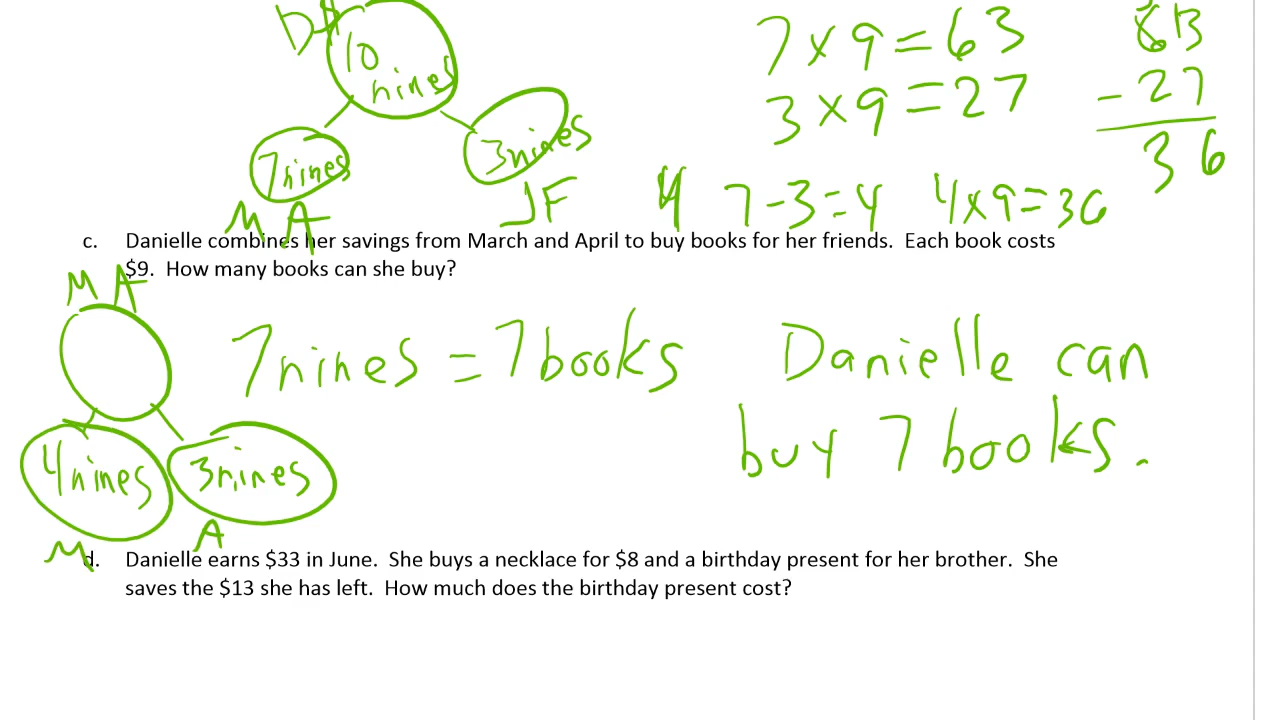 DA
10
nines
7 nines
3 nines
M A
JF
7 x 9 = 63
3 x 9 = 27
4 7 - 3 = 4 4 x 9 = 36
613
- 27
36
c. Danielle combines her savings from March and April to buy books for her friends. Each book costs
$9. How many books can she buy?
M A
4 nines
3 nines
M
A
7 nines = 7 books
Danielle can
buy 7 books.
d. Danielle earns $33 in June. She buys a necklace for $8 and a birthday present for her brother. She
saves the $13 she has left. How much does the birthday present cost?